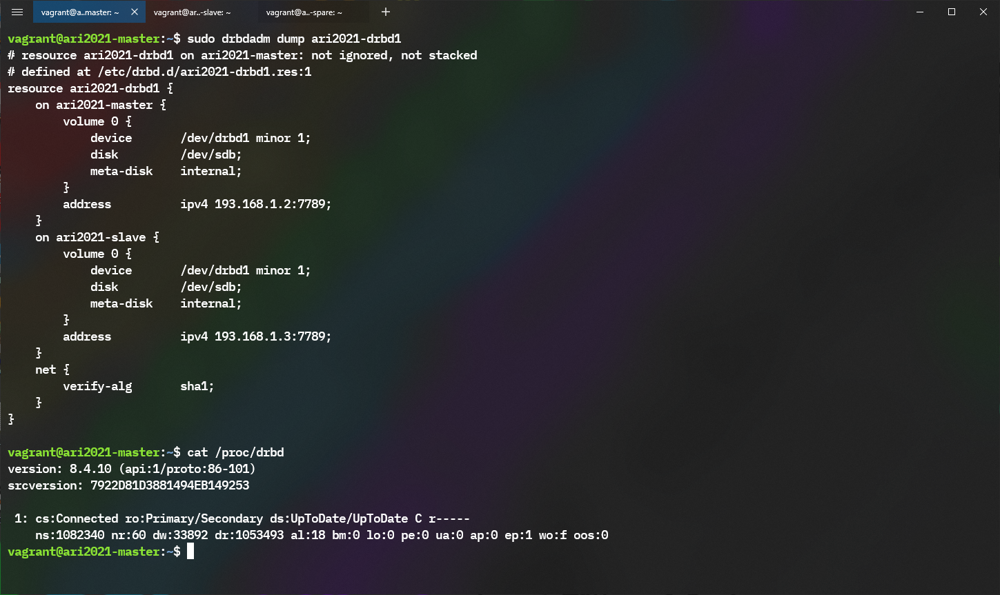 vagrant@a..master: ~ vagrant@ar..-slave: ~ vagrant@a..-spare: ~
vagrant@ari2021-master:~$ sudo drbdadm dump ari2021-drbd1
# resource ari2021-drbd1 on ari2021-master: not ignored, not stacked
# defined at /etc/drbd.d/ari2021-drbd1.res:1
resource ari2021-drbd1 {
    on ari2021-master {
        volume 0 {
            device       /dev/drbd1 minor 1;
            disk         /dev/sdb;
            meta-disk    internal;
        }
        address          ipv4 193.168.1.2:7789;
    }
    on ari2021-slave {
        volume 0 {
            device       /dev/drbd1 minor 1;
            disk         /dev/sdb;
            meta-disk    internal;
        }
        address          ipv4 193.168.1.3:7789;
    }
    net {
        verify-alg       sha1;
    }
}
vagrant@ari2021-master:~$ cat /proc/drbd
version: 8.4.10 (api:1/proto:86-101)
srcversion: 7922D81D3881494EB149253
 1: cs:Connected ro:Primary/Secondary ds:UpToDate/UpToDate C r-----
    ns:1082340 nr:60 dw:33892 dr:1053493 al:18 bm:0 lo:0 pe:0 ua:0 ap:0 ep:1 wo:f oos:0
vagrant@ari2021-master:~$